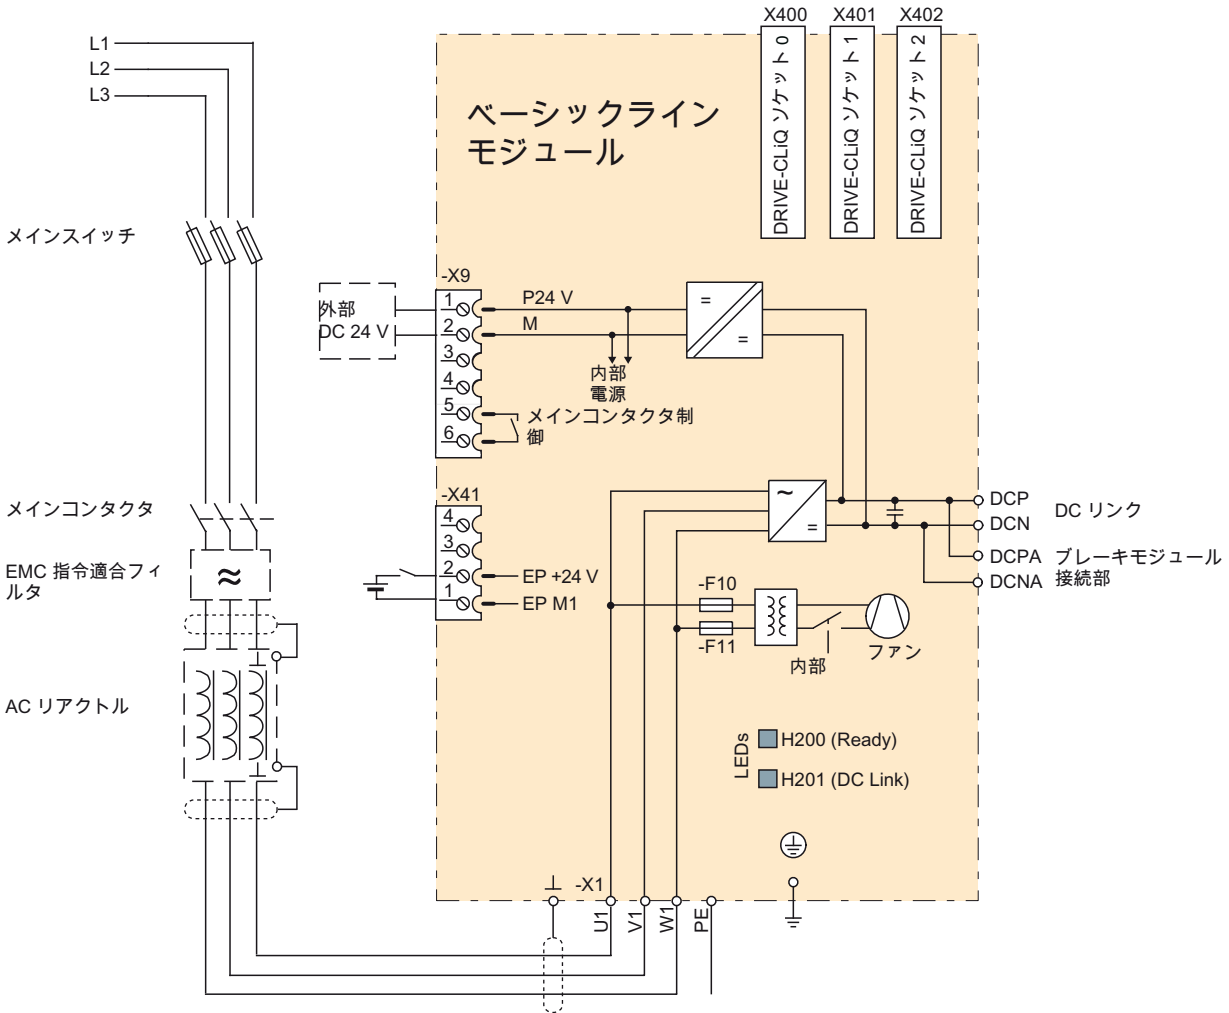 X400
X401
X402
L1
L2
L3
ベーシックライン
モジュール
DRIVE-CLiQ ソケット 0
DRIVE-CLiQ ソケット 1
DRIVE-CLiQ ソケット 2
メインスイッチ
-X9
外部
DC 24 V
1
2
3
4
5
6
P24 V
M
=
=
内部
電源
メインコンタクタ制
御
メインコンタクタ
-X41
4
3
2
1
EP +24 V
EP M1
~
=
DCP
DCN
DC リンク
DCPA
DCNA
ブレーキモジュール
接続部
EMC 指令適合フィ
ルタ
≈
-F10
-F11
内部
ファン
AC リアクトル
LEDs
H200 (Ready)
H201 (DC Link)
-X1
U1
V1
W1
PE